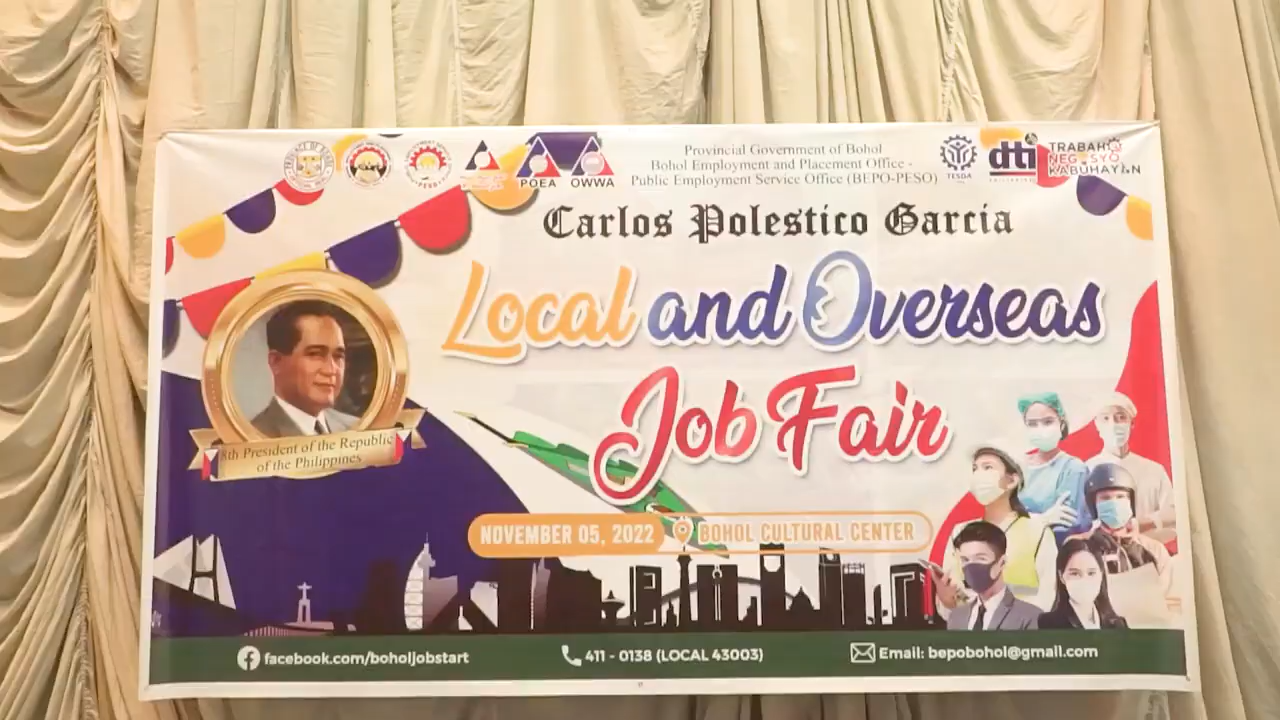 POEA
OWWA
Provincial Government of Bohol
Bohol Employment and Placement Office -
Public Employment Service Office (BEPO-PESO)
TESDA
dti
PHILIPPINES
TRABAHO
NEGOSYO
KABUHAYAN
Carlos Polestico Garcia
Local and Overseas
Job Fair
8th President of the Republic
of the Philippines
NOVEMBER 05, 2022
BOHOL CULTURAL CENTER
facebook.com/boholjobstart
411 - 0138 (LOCAL 43003)
Email: bepobohol@gmail.com